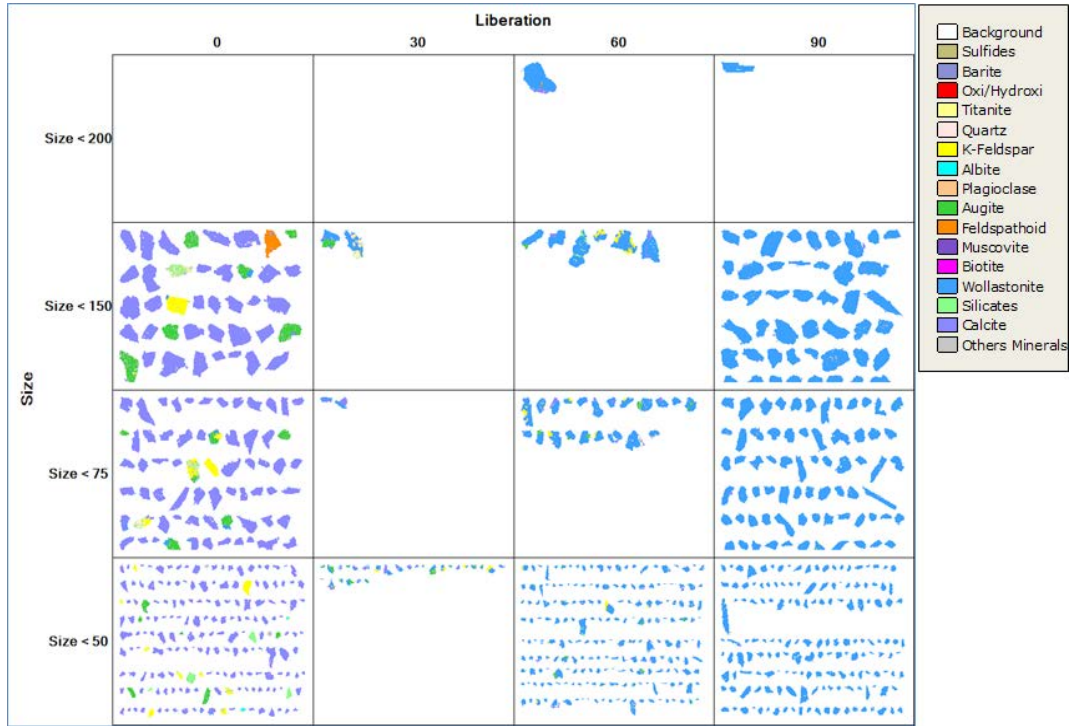 Liberation
0 30 60 90
Size
Size < 200
Size < 150
Size < 75
Size < 50
Background
Sulfides
Barite
Oxi/Hydroxi
Titanite
Quartz
K-Feldspar
Albite
Plagioclase
Augite
Feldspathoid
Muscovite
Biotite
Wollastonite
Silicates
Calcite
Others Minerals